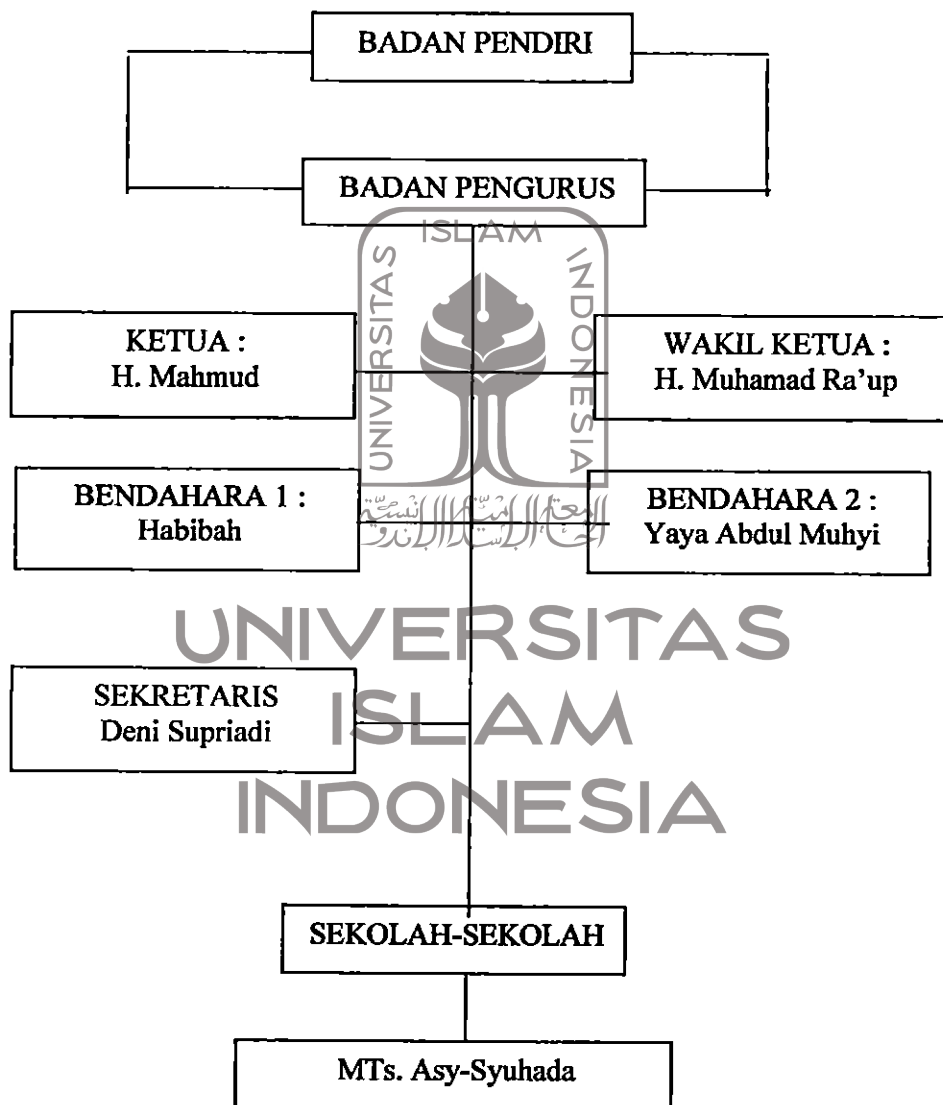 BADAN PENDIRI
BADAN PENGURUS
ISLAM
UNIVERSITAS
INDONESIA
KETUA :
H. Mahmud
WAKIL KETUA :
H. Muhamad Ra'up
BENDAHARA 1 :
Habibah
BENDAHARA 2 :
Yaya Abdul Muhyi
UNIVERSITAS
SEKRETARIS
Deni Supriadi
ISLAM
INDONESIA
SEKOLAH-SEKOLAH
MTs. Asy-Syuhada